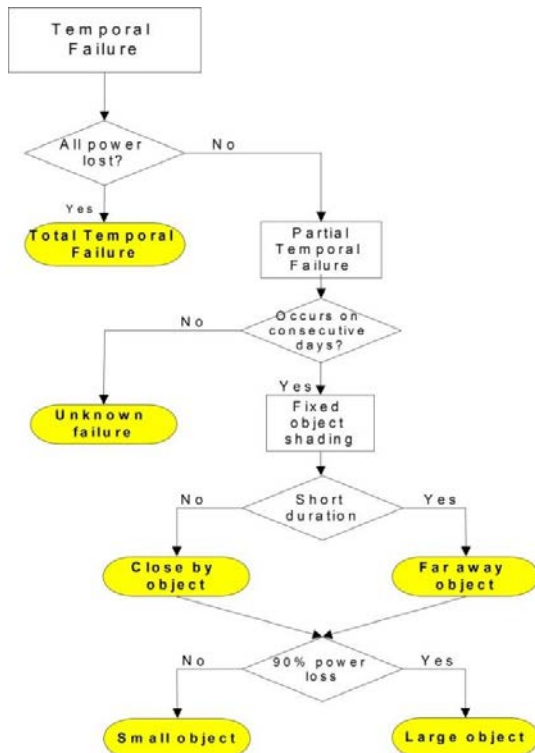 Temporal
Failure
All power
lost?
No
Yes
Total Temporal
Failure
Partial
Temporal
Failure
No
Occurs on
consecutive
days?
Yes
Unknown
failure
Fixed
object
shading
No
Short
duration
Yes
Close by
object
Far away
object
No
90% power
loss
Yes
Small object
Large object